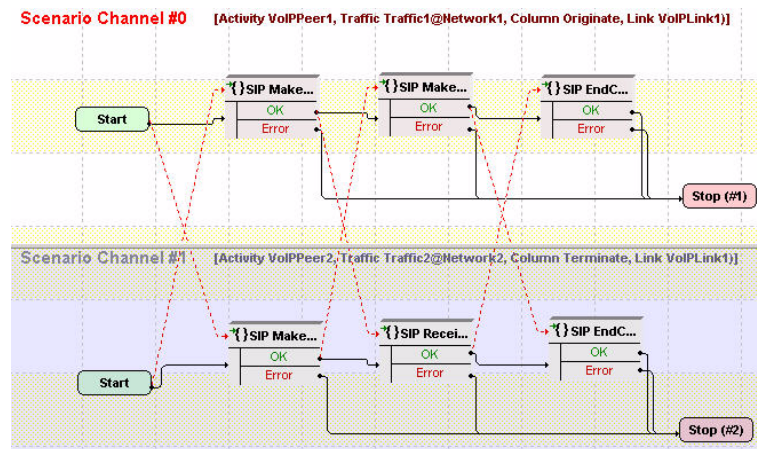 Scenario Channel #0 [Activity VoIPPeer1, Traffic Traffic1@Network1, Column Originate, Link VoIPLink1)]
{}SIP Make... {}SIP Make... {}SIP EndC...
Start OK OK OK
Error Error Error
Stop (#1)
Scenario Channel #1 [Activity VoIPPeer2, Traffic Traffic2@Network2, Column Terminate, Link VoIPLink1)]
{}SIP Make... {}SIP Recei... {}SIP EndC...
Start OK OK OK
Error Error Error
Stop (#2)